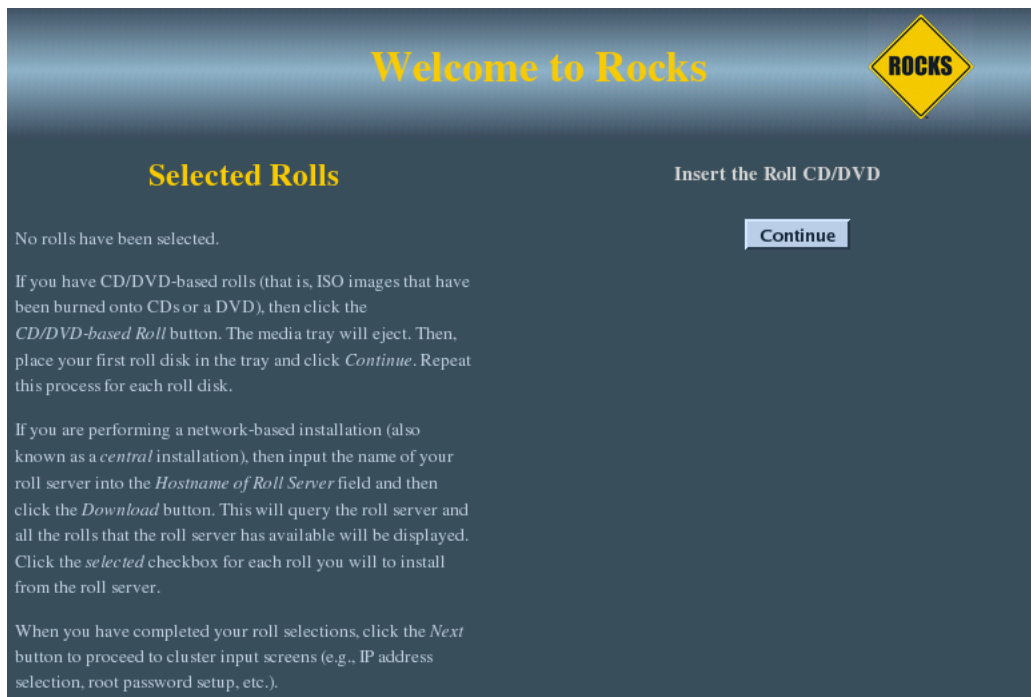 Welcome to Rocks
ROCKS
Selected Rolls
No rolls have been selected.
If you have CD/DVD-based rolls (that is, ISO images that have
been burned onto CDs or a DVD), then click the
CD/DVD-based Roll button. The media tray will eject. Then,
place your first roll disk in the tray and click Continue. Repeat
this process for each roll disk.
If you are performing a network-based installation (also
known as a central installation), then input the name of your
roll server into the Hostname of Roll Server field and then
click the Download button. This will query the roll server and
all the rolls that the roll server has available will be displayed.
Click the selected checkbox for each roll you will to install
from the roll server.
When you have completed your roll selections, click the Next
button to proceed to cluster input screens (e.g., IP address
selection, root password setup, etc.).
Insert the Roll CD/DVD
Continue